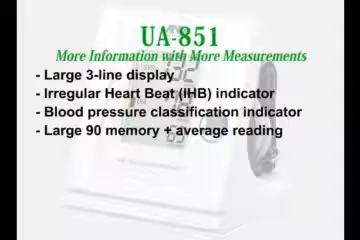 UA-851
More Information with More Measurements
- Large 3-line display
- Irregular Heart Beat (IHB) indicator
- Blood pressure classification indicator
- Large 90 memory + average reading